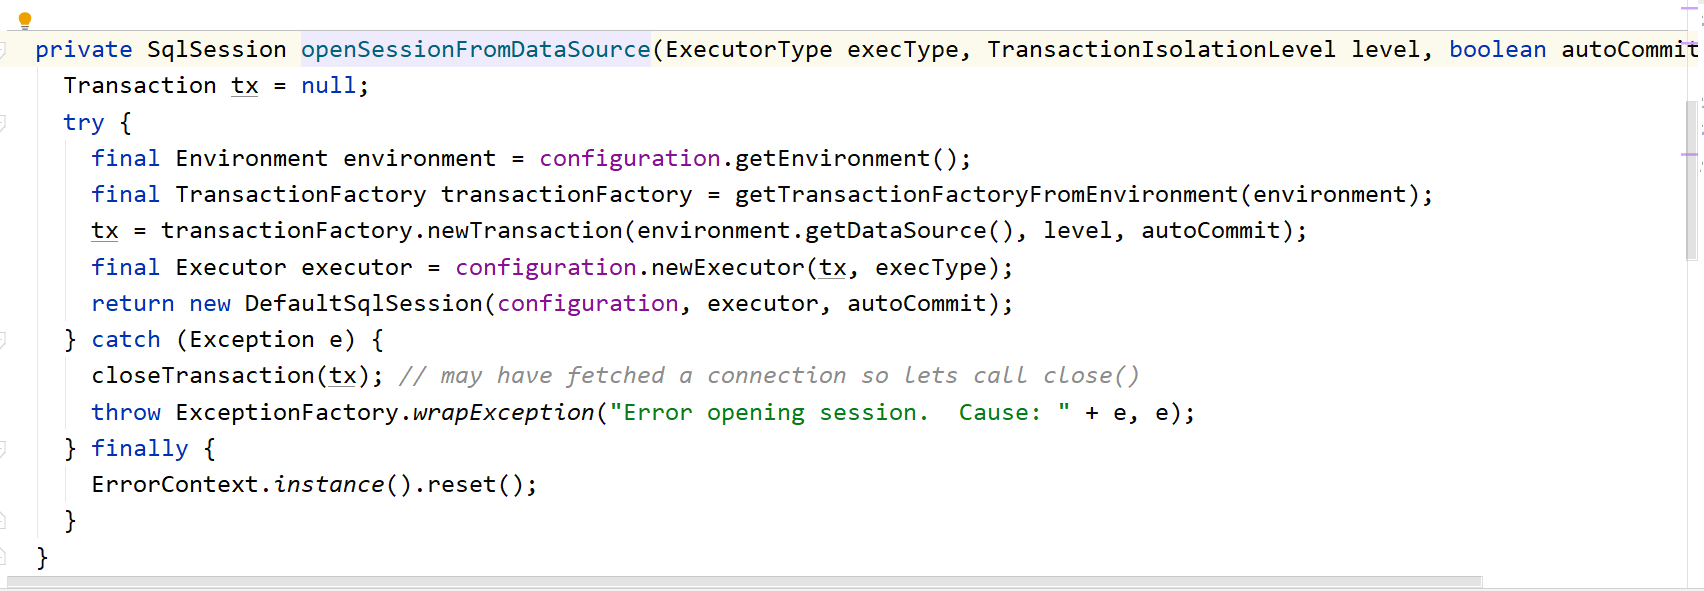 private SqlSession openSessionFromDataSource(ExecutorType execType, TransactionIsolationLevel level, boolean autoCommit
  Transaction tx = null;
  try {
    final Environment environment = configuration.getEnvironment();
    final TransactionFactory transactionFactory = getTransactionFactoryFromEnvironment(environment);
    tx = transactionFactory.newTransaction(environment.getDataSource(), level, autoCommit);
    final Executor executor = configuration.newExecutor(tx, execType);
    return new DefaultSqlSession(configuration, executor, autoCommit);
  } catch (Exception e) {
    closeTransaction(tx); // may have fetched a connection so lets call close()
    throw ExceptionFactory.wrapException("Error opening session.  Cause: " + e, e);
  } finally {
    ErrorContext.instance().reset();
  }
}